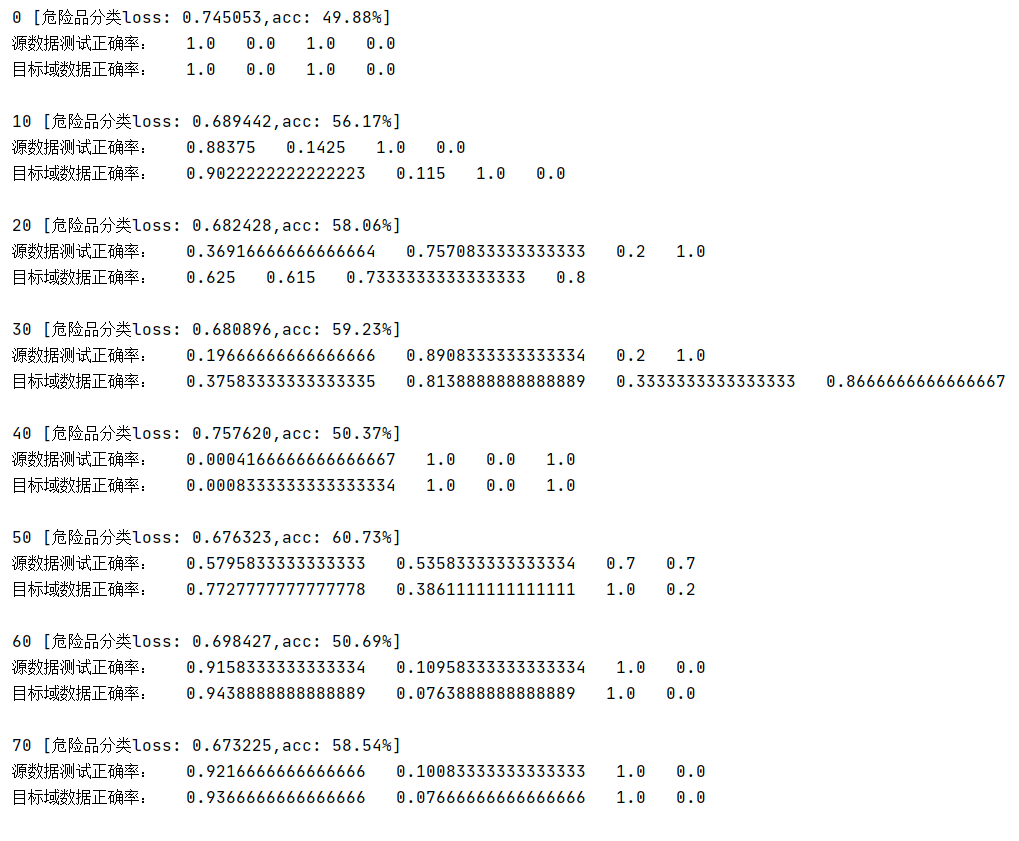 0 [危险品分类loss: 0.745053,acc: 49.88%]
源数据测试正确率： 1.0 0.0 1.0 0.0
目标域数据正确率： 1.0 0.0 1.0 0.0
10 [危险品分类loss: 0.689442,acc: 56.17%]
源数据测试正确率： 0.88375 0.1425 1.0 0.0
目标域数据正确率： 0.9022222222222223 0.115 1.0 0.0
20 [危险品分类loss: 0.682428,acc: 58.06%]
源数据测试正确率： 0.36916666666666664 0.7570833333333333 0.2 1.0
目标域数据正确率： 0.625 0.615 0.7333333333333333 0.8
30 [危险品分类loss: 0.680896,acc: 59.23%]
源数据测试正确率： 0.19666666666666666 0.8908333333333334 0.2 1.0
目标域数据正确率： 0.37583333333333335 0.8138888888888889 0.3333333333333333 0.8666666666666667
40 [危险品分类loss: 0.757620,acc: 50.37%]
源数据测试正确率： 0.0004166666666666667 1.0 0.0 1.0
目标域数据正确率： 0.0008333333333333334 1.0 0.0 1.0
50 [危险品分类loss: 0.676323,acc: 60.73%]
源数据测试正确率： 0.5795833333333333 0.5358333333333334 0.7 0.7
目标域数据正确率： 0.7727777777777778 0.3861111111111111 1.0 0.2
60 [危险品分类loss: 0.698427,acc: 50.69%]
源数据测试正确率： 0.9158333333333334 0.10958333333333334 1.0 0.0
目标域数据正确率： 0.9438888888888889 0.0763888888888889 1.0 0.0
70 [危险品分类loss: 0.673225,acc: 58.54%]
源数据测试正确率： 0.9216666666666666 0.10083333333333333 1.0 0.0
目标域数据正确率： 0.9366666666666666 0.07666666666666666 1.0 0.0